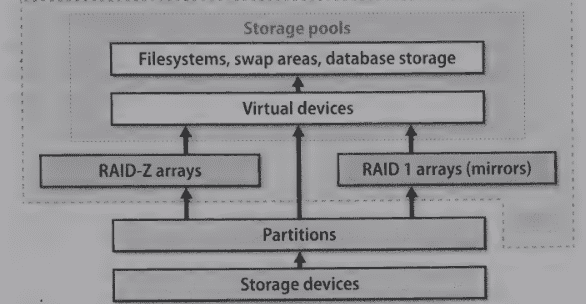 Storage pools
Filesystems, swap areas, database storage
Virtual devices
RAID-Z arrays
RAID 1 arrays (mirrors)
Partitions
Storage devices